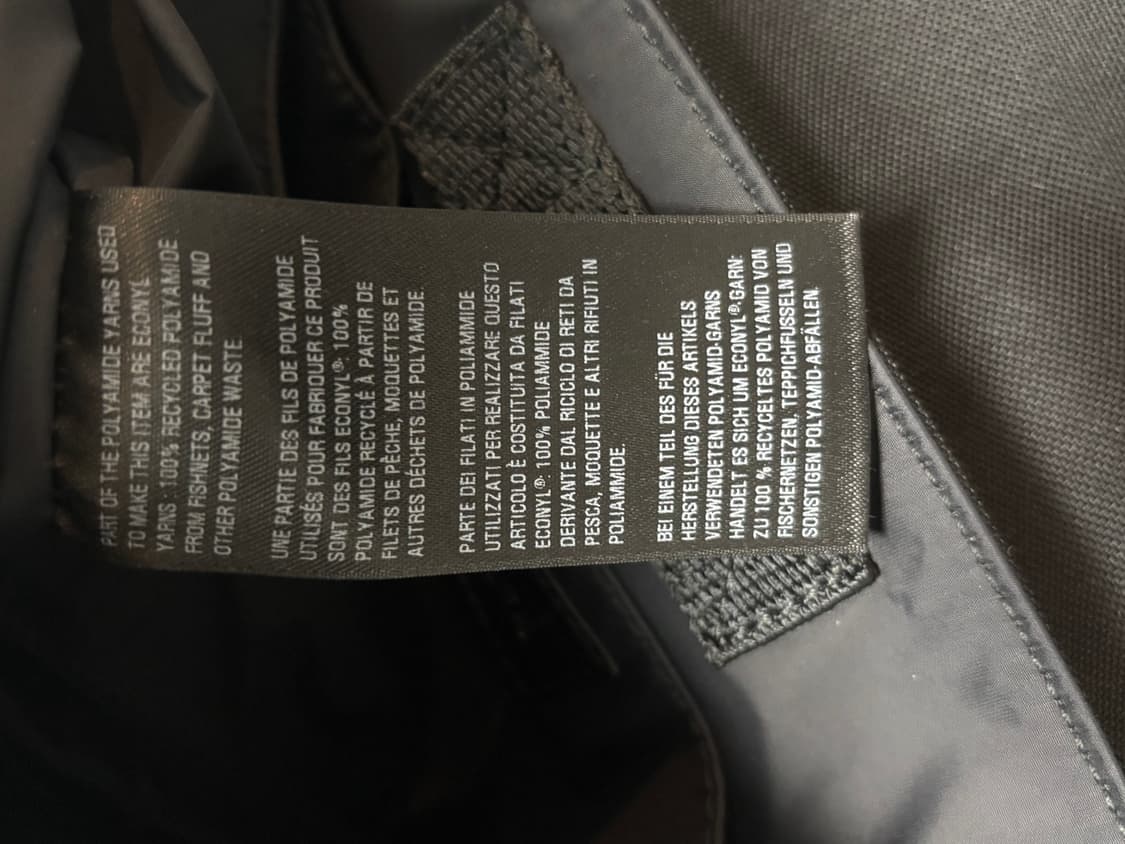 PART OF THE POLYAMIDE YARNS USED
TO MAKE THIS ITEM ARE ECONYL
YARNS :100% RECYCLED POLYAMIDE
FROM FISHNETS, CARPET FLUFF AND
OTHER POLYAMIDE WASTE
UNE PARTIE DES FILS DE POLYAMIDE
UTILISÉS POUR FABRIQUER CE PRODUIT
SONT DES FILS ECONYL®: 100%
POLYAMIDE RECYCLÉ À PARTIR DE
FILETS DE PÊCHE, MOQUETTES ET
AUTRES DÉCHETS DE POLYAMIDE.
PARTE DEI FILATI IN POLIAMMIDE
UTILIZZATI PER REALIZZARE QUESTO
ARTICOLO È COSTITUITA DA FILATI
ECONYL®: 100% POLIAMMIDE
DERIVANTE DAL RICICLO DI RETI DA
PESCA, MOQUETTE E ALTRI RIFIUTI IN
POLIAMMIDE.
BEI EINEM TEIL DES FÜR DIE
HERSTELLUNG DIESES ARTIKELS
VERWENDETEN POLYAMID-GARNS
HANDELT ES SICH UM ECONYL®-GARN:
ZU 100 % RECYCELTES POLYAMID VON
FISCHERNETZEN, TEPPICHFUSSELN UND
SONSTIGEN POLYAMID-ABFÄLLEN.